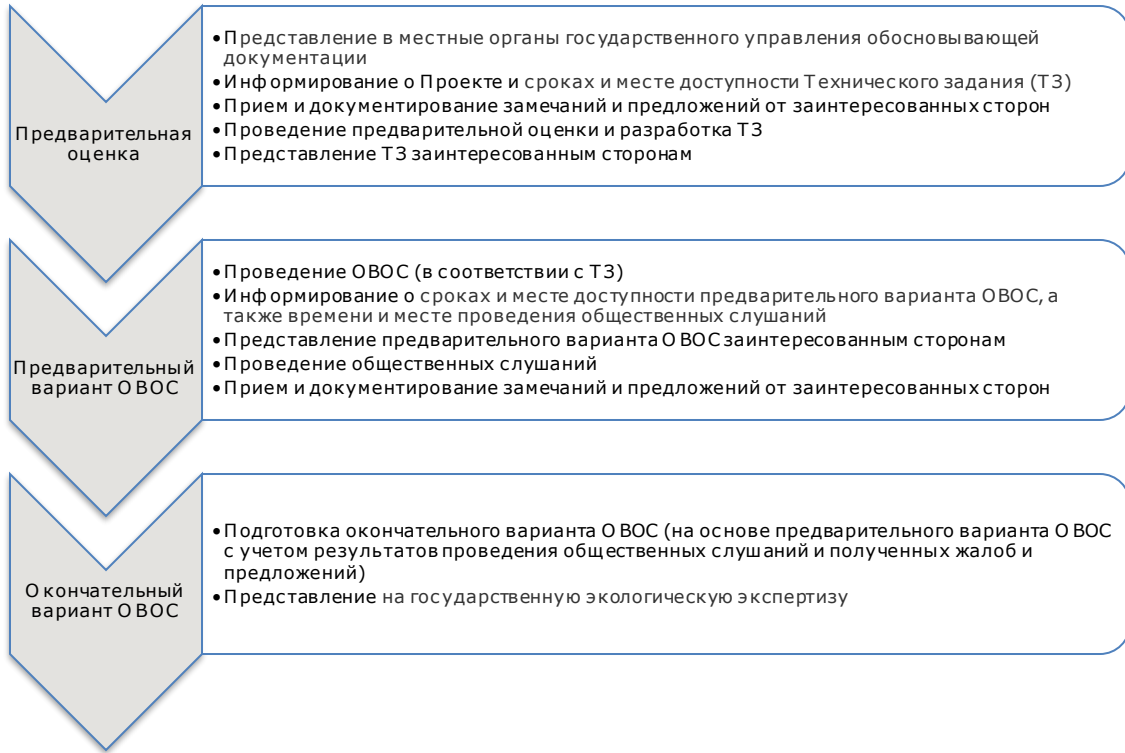 Предварительная
оценка
•Представление в местные органы государственного управления обосновывающей
документации
•Информирование о Проекте и сроках и месте доступности Технического задания (ТЗ)
•Прием и документирование замечаний и предложений от заинтересованных сторон
•Проведение предварительной оценки и разработка ТЗ
•Представление ТЗ заинтересованным сторонам
Предварительный
вариант ОВОС
•Проведение ОВОС (в соответствии с ТЗ)
•Информирование о сроках и месте доступности предварительного варианта ОВОС, а
также времени и месте проведения общественных слушаний
•Представление предварительного варианта ОВОС заинтересованным сторонам
•Проведение общественных слушаний
•Прием и документирование замечаний и предложений от заинтересованных сторон
Окончательный
вариант ОВОС
•Подготовка окончательного варианта ОВОС (на основе предварительного варианта ОВОС
с учетом результатов проведения общественных слушаний и полученных жалоб и
предложений)
•Представление на государственную экологическую экспертизу